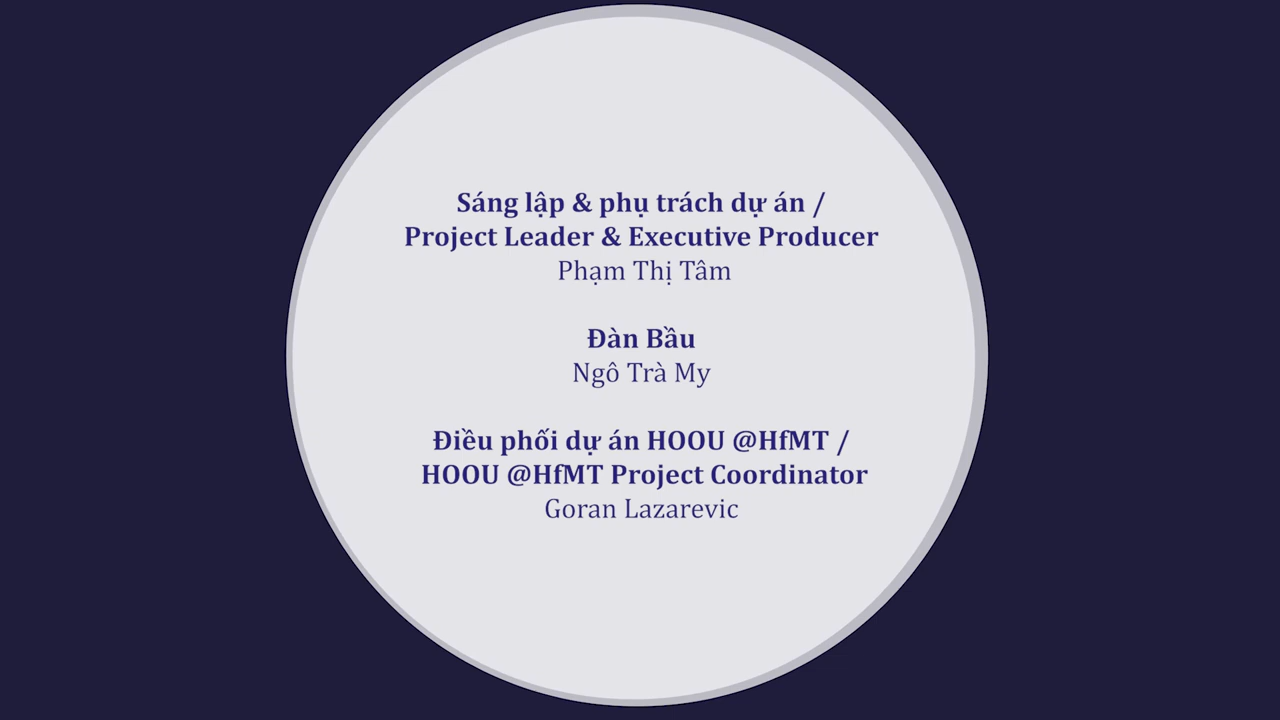 Sáng lập & phụ trách dự án /
Project Leader & Executive Producer
Phạm Thị Tâm
Đàn Bầu
Ngô Trà My
Điều phối dự án HOOU @HfMT /
HOOU @HfMT Project Coordinator
Goran Lazarevic